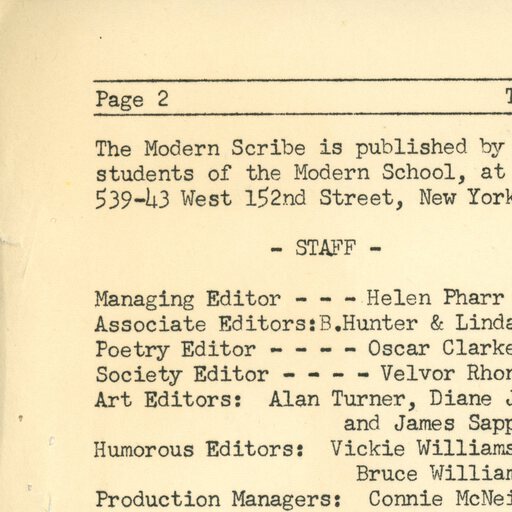 Page 2
The Modern Scribe is published by
students of the Modern School, at
539-43 West 152nd Street, New York
- STAFF -
Managing Editor - - - Helen Pharr
Associate Editors:B.Hunter & Linda
Poetry Editor - - - - Oscar Clarke
Society Editor - - - - Velvor Rhon
Art Editors: Alan Turner, Diane J
and James Sapp
Humorous Editors: Vickie Williams
Bruce William
Production Managers: Connie McNei